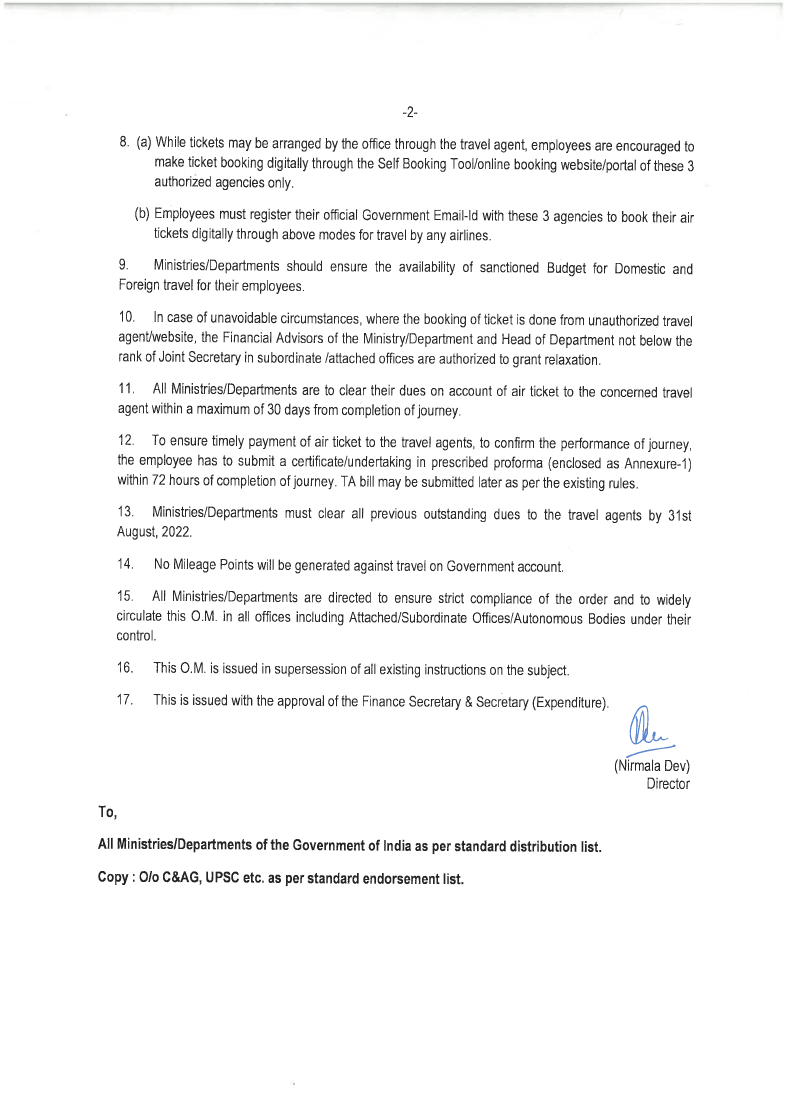 -2-
8. (a) While tickets may be arranged by the office through the travel agent, employees are encouraged to
make ticket booking digitally through the Self Booking Tool/online booking website/portal of these 3
authorized agencies only.
(b) Employees must register their official Government Email-Id with these 3 agencies to book their air
tickets digitally through above modes for travel by any airlines.
9. Ministries/Departments should ensure the availability of sanctioned Budget for Domestic and
Foreign travel for their employees.
10. In case of unavoidable circumstances, where the booking of ticket is done from unauthorized travel
agent/website, the Financial Advisors of the Ministry/Department and Head of Department not below the
rank of Joint Secretary in subordinate /attached offices are authorized to grant relaxation.
11. All Ministries/Departments are to clear their dues on account of air ticket to the concerned travel
agent within a maximum of 30 days from completion of journey.
12. To ensure timely payment of air ticket to the travel agents, to confirm the performance of journey,
the employee has to submit a certificate/undertaking in prescribed proforma (enclosed as Annexure-1)
within 72 hours of completion of journey. TA bill may be submitted later as per the existing rules.
13. Ministries/Departments must clear all previous outstanding dues to the travel agents by 31st
August, 2022.
14. No Mileage Points will be generated against travel on Government account.
15. All Ministries/Departments are directed to ensure strict compliance of the order and to widely
circulate this O.M. in all offices including Attached/Subordinate Offices/Autonomous Bodies under their
control.
16. This O.M. is issued in supersession of all existing instructions on the subject.
17. This is issued with the approval of the Finance Secretary & Secretary (Expenditure).
(Nirmala Dev)
Director
To,
All Ministries/Departments of the Government of India as per standard distribution list.
Copy : O/o C&AG, UPSC etc. as per standard endorsement list.